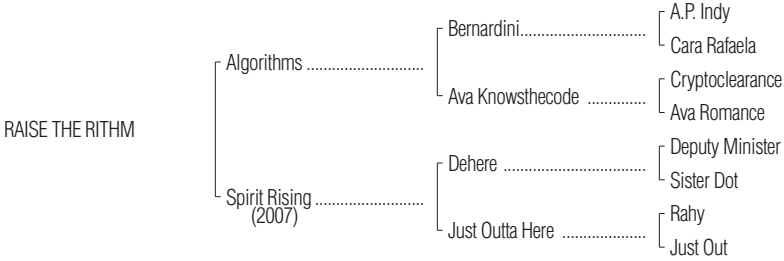 A.P. Indy
Bernardini..............................
Cara Rafaela
Algorithms ............................
Cryptoclearance
Ava Knowsthecode ..............
Ava Romance
RAISE THE RITHM
Deputy Minister
Dehere ..................................
Sister Dot
Spirit Rising ..........................
(2007)
Rahy
Just Outta Here ....................
Just Out